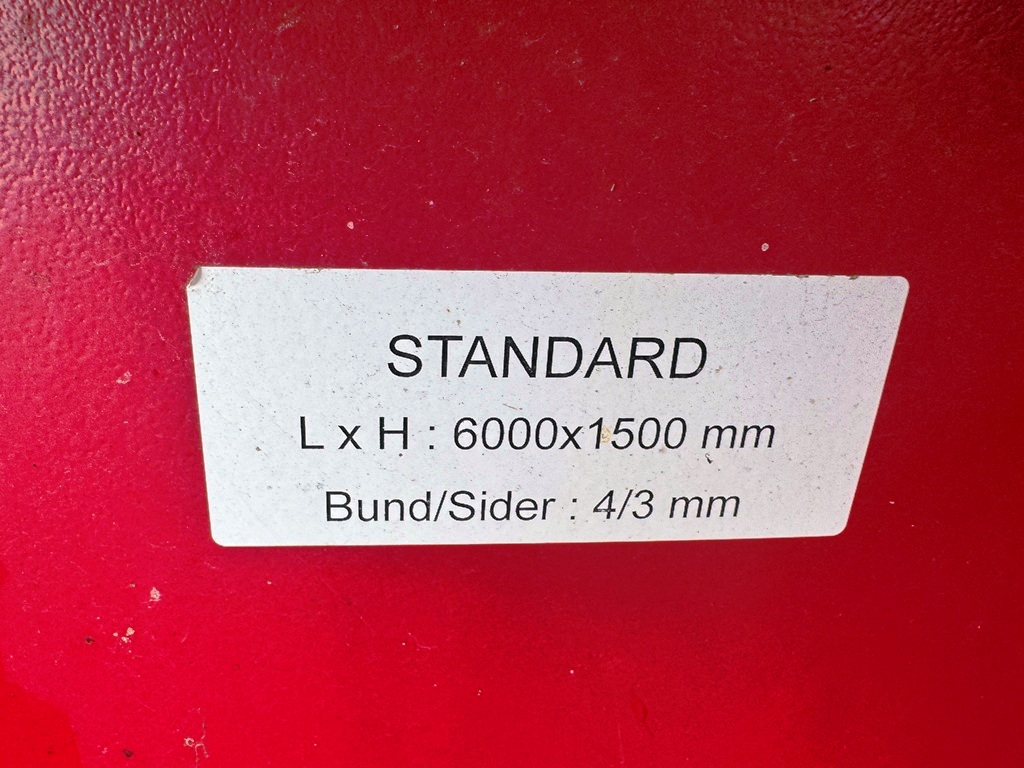 STANDARD
L x H : 6000x1500 mm
Bund/Sider : 4/3 mm